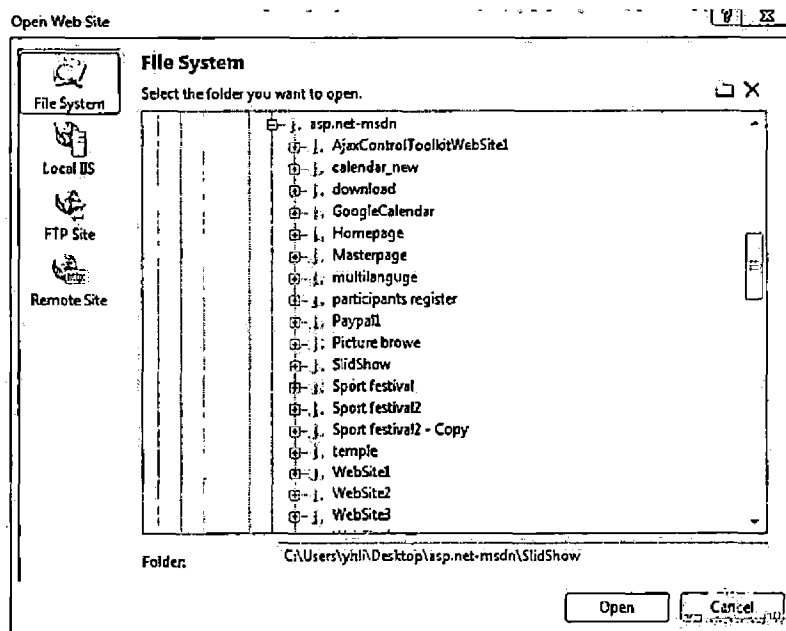 Open Web Site
File System
Local IIS
FTP Site
Remote Site
File System
Select the folder you want to open.
asp.net-msdn
AjaxControlToolkitWebSite1
calendar_new
download
GoogleCalendar
Homepage
Masterpage
multilanguge
participants register
Paypal1
Picture browe
SlidShow
Sport festival
Sport festival2
Sport festival2 - Copy
temple
WebSite1
WebSite2
WebSite3
Folder:
C:\Users\yhli\Desktop\asp.net-msdn\SlidShow
Open
Cancel